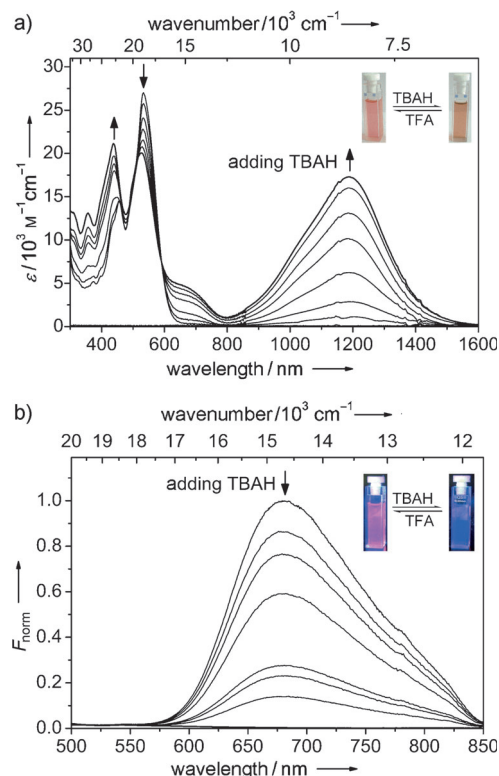 a)
wavenumber/10³ cm⁻¹ ⟶
30 20 15 10 7.5
30
25
20
15
10
5
0
ε / 10³ M⁻¹cm⁻¹ ⟶
TBAH
TFA
adding TBAH
400 600 800 1000 1200 1400 1600
wavelength / nm ⟶
b)
wavenumber /10³ cm⁻¹ ⟶
20 19 18 17 16 15 14 13 12
adding TBAH
TBAH
TFA
1.0
0.8
0.6
0.4
0.2
0.0
F_norm ⟶
500 550 600 650 700 750 800 850
wavelength / nm ⟶